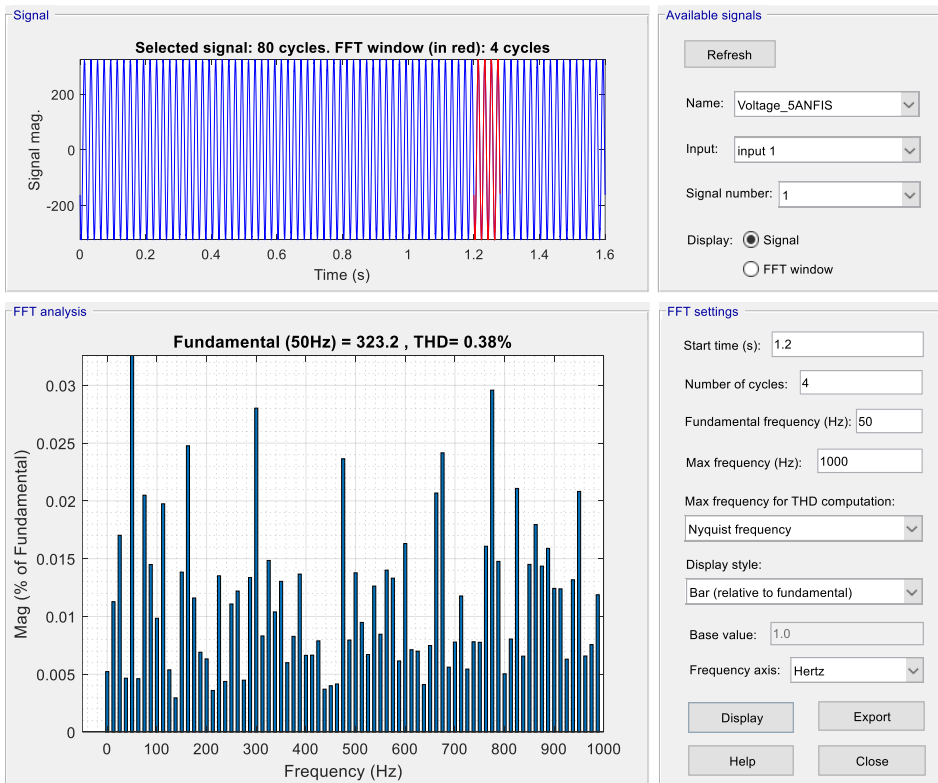 Signal
Selected signal: 80 cycles. FFT window (in red): 4 cycles
200
0
-200
Signal mag.
0 0.2 0.4 0.6 0.8 1 1.2 1.4 1.6
Time (s)
Available signals
Refresh
Name: Voltage_5ANFIS
Input: input 1
Signal number: 1
Display: Signal
FFT window
FFT analysis
Fundamental (50Hz) = 323.2 , THD= 0.38%
0.03
0.025
0.02
0.015
0.01
0.005
0
Mag (% of Fundamental)
0 100 200 300 400 500 600 700 800 900 1000
Frequency (Hz)
FFT settings
Start time (s): 1.2
Number of cycles: 4
Fundamental frequency (Hz): 50
Max frequency (Hz): 1000
Max frequency for THD computation:
Nyquist frequency
Display style:
Bar (relative to fundamental)
Base value: 1.0
Frequency axis: Hertz
Display Export
Help Close